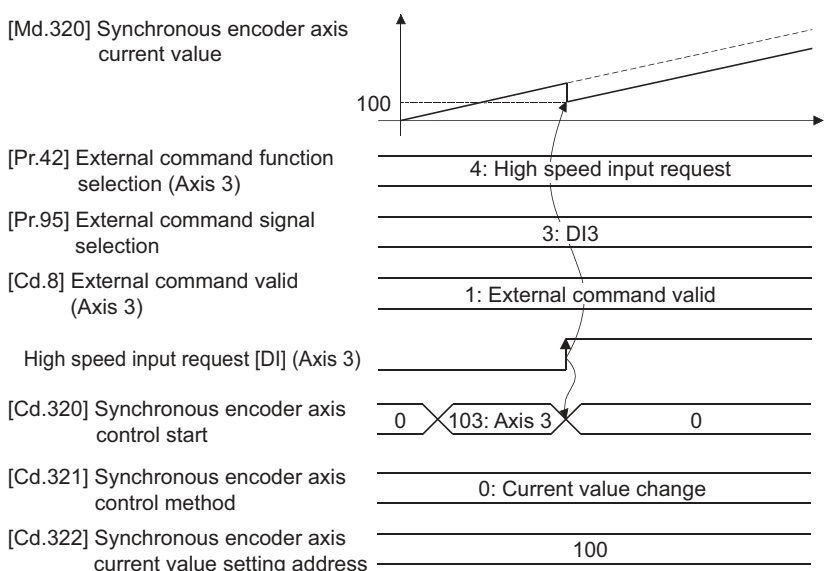 [Md.320] Synchronous encoder axis
current value
100
[Pr.42] External command function
selection (Axis 3)
4: High speed input request
[Pr.95] External command signal
selection
3: DI3
[Cd.8] External command valid
(Axis 3)
1: External command valid
High speed input request [DI] (Axis 3)
[Cd.320] Synchronous encoder axis
control start
0
103: Axis 3
0
[Cd.321] Synchronous encoder axis
control method
0: Current value change
[Cd.322] Synchronous encoder axis
current value setting address
100